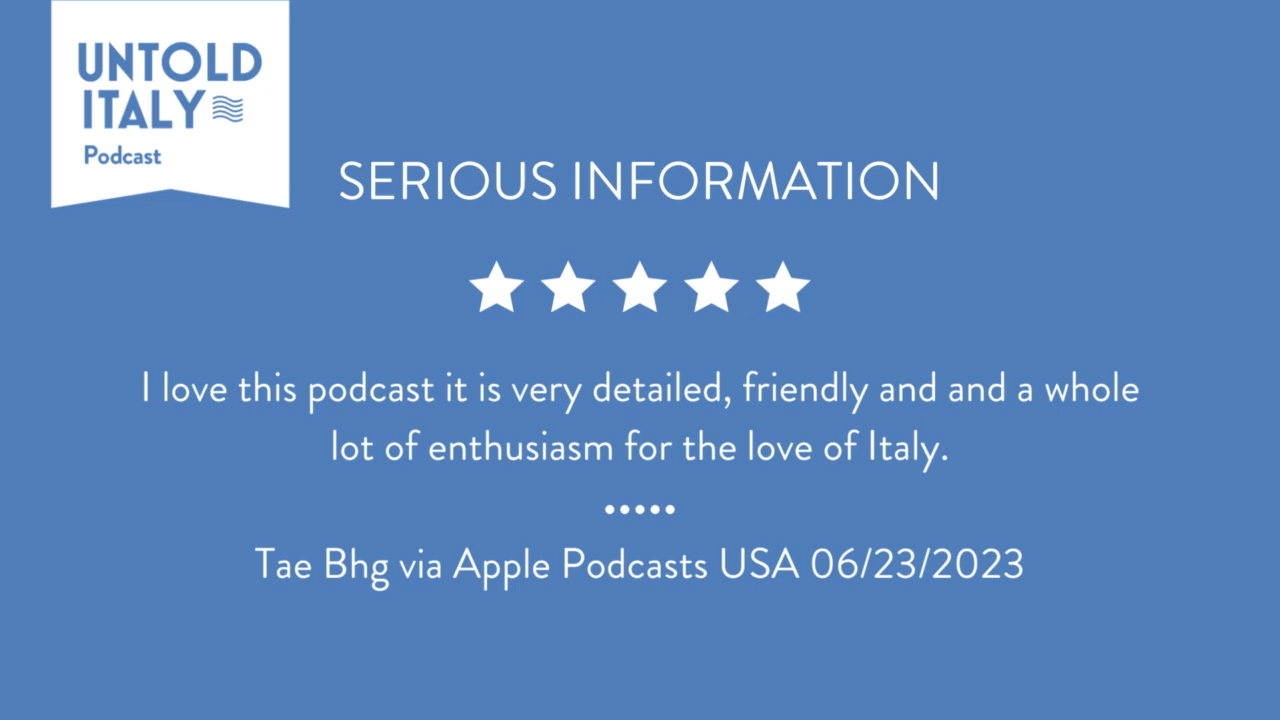 UNTOLD
ITALY
Podcast
SERIOUS INFORMATION
I love this podcast it is very detailed, friendly and and a whole
lot of enthusiasm for the love of Italy.
•••••
Tae Bhg via Apple Podcasts USA 06/23/2023